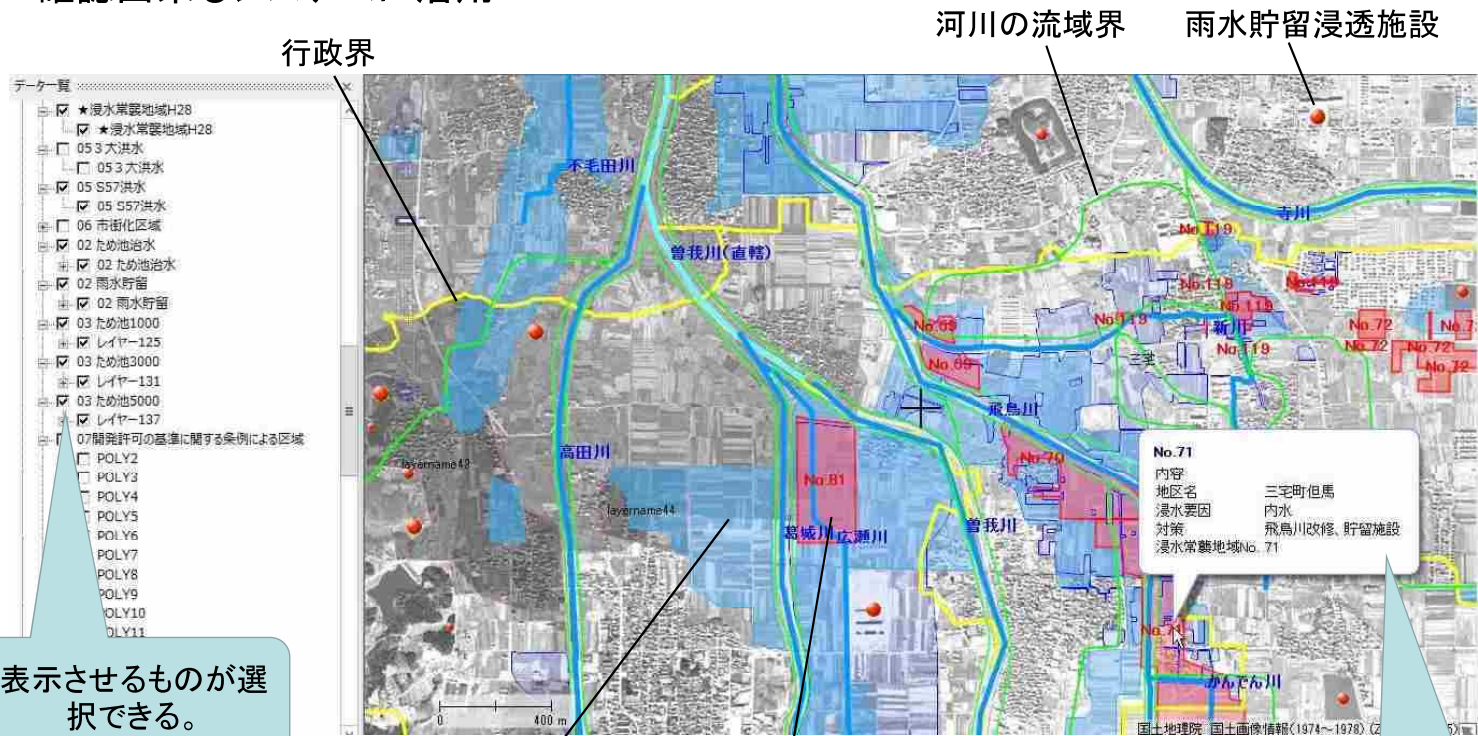 河川の流域界
雨水貯留浸透施設
行政界
データ一覧
★浸水常襲地域H28
★浸水常襲地域H28
05 3大洪水
05 3大洪水
05 S57洪水
05 S57洪水
06 市街化区域
02 ため池治水
02 ため池治水
02 雨水貯留
02 雨水貯留
03 ため池1000
レイヤー125
03 ため池3000
レイヤー131
03 ため池5000
レイヤー137
07開発許可の基準に関する条例による区域
POLY2
POLY3
POLY4
POLY5
POLY6
POLY7
POLY8
POLY9
POLY10
POLY11
表示させるものが選
択できる。
不毛田川
曽我川(直轄)
寺川
No.119
No.118
No.119
No.119
新川
No.119
No.69
No.69
三宅
No.72
No.72
No.72
No.72
飛鳥川
高田川
layername43
layername44
No.81
No.70
葛城川
広瀬川
曽我川
No.71
内容
地区名 三宅町但馬
浸水要因 内水
対策 飛鳥川改修、貯留施設
浸水常襲地域No. 71
No.71
かんでん川
0 400 m
国土地理院 国土画像情報(1974～1978)